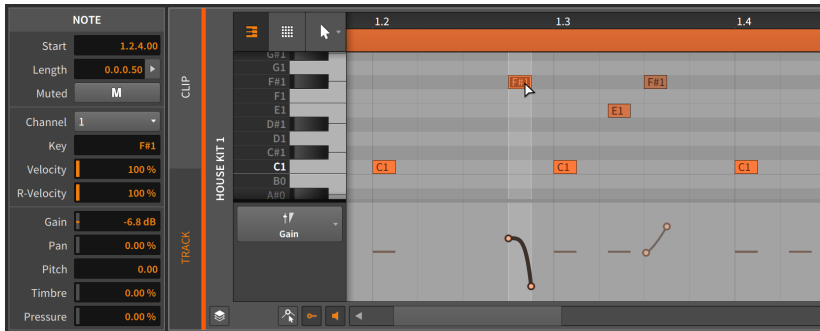 NOTE
Start 1.2.4.00
Length 0.0.0.50
Muted M
Channel 1
Key F#1
Velocity 100 %
R-Velocity 100 %
Gain -6.8 dB
Pan 0.00 %
Pitch 0.00
Timbre 0.00 %
Pressure 0.00 %
CLIP
TRACK
HOUSE KIT 1
1.2 1.3 1.4
G#1
G1
F#1 F#1 F#1
F1
E1 E1
D#1
D1
C#1
C1 C1 C1 C1
B0
A#0
Gain